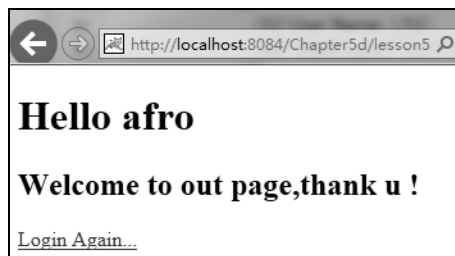 http://localhost:8084/Chapter5d/lesson5
Hello afro
Welcome to out page,thank u !
Login Again...